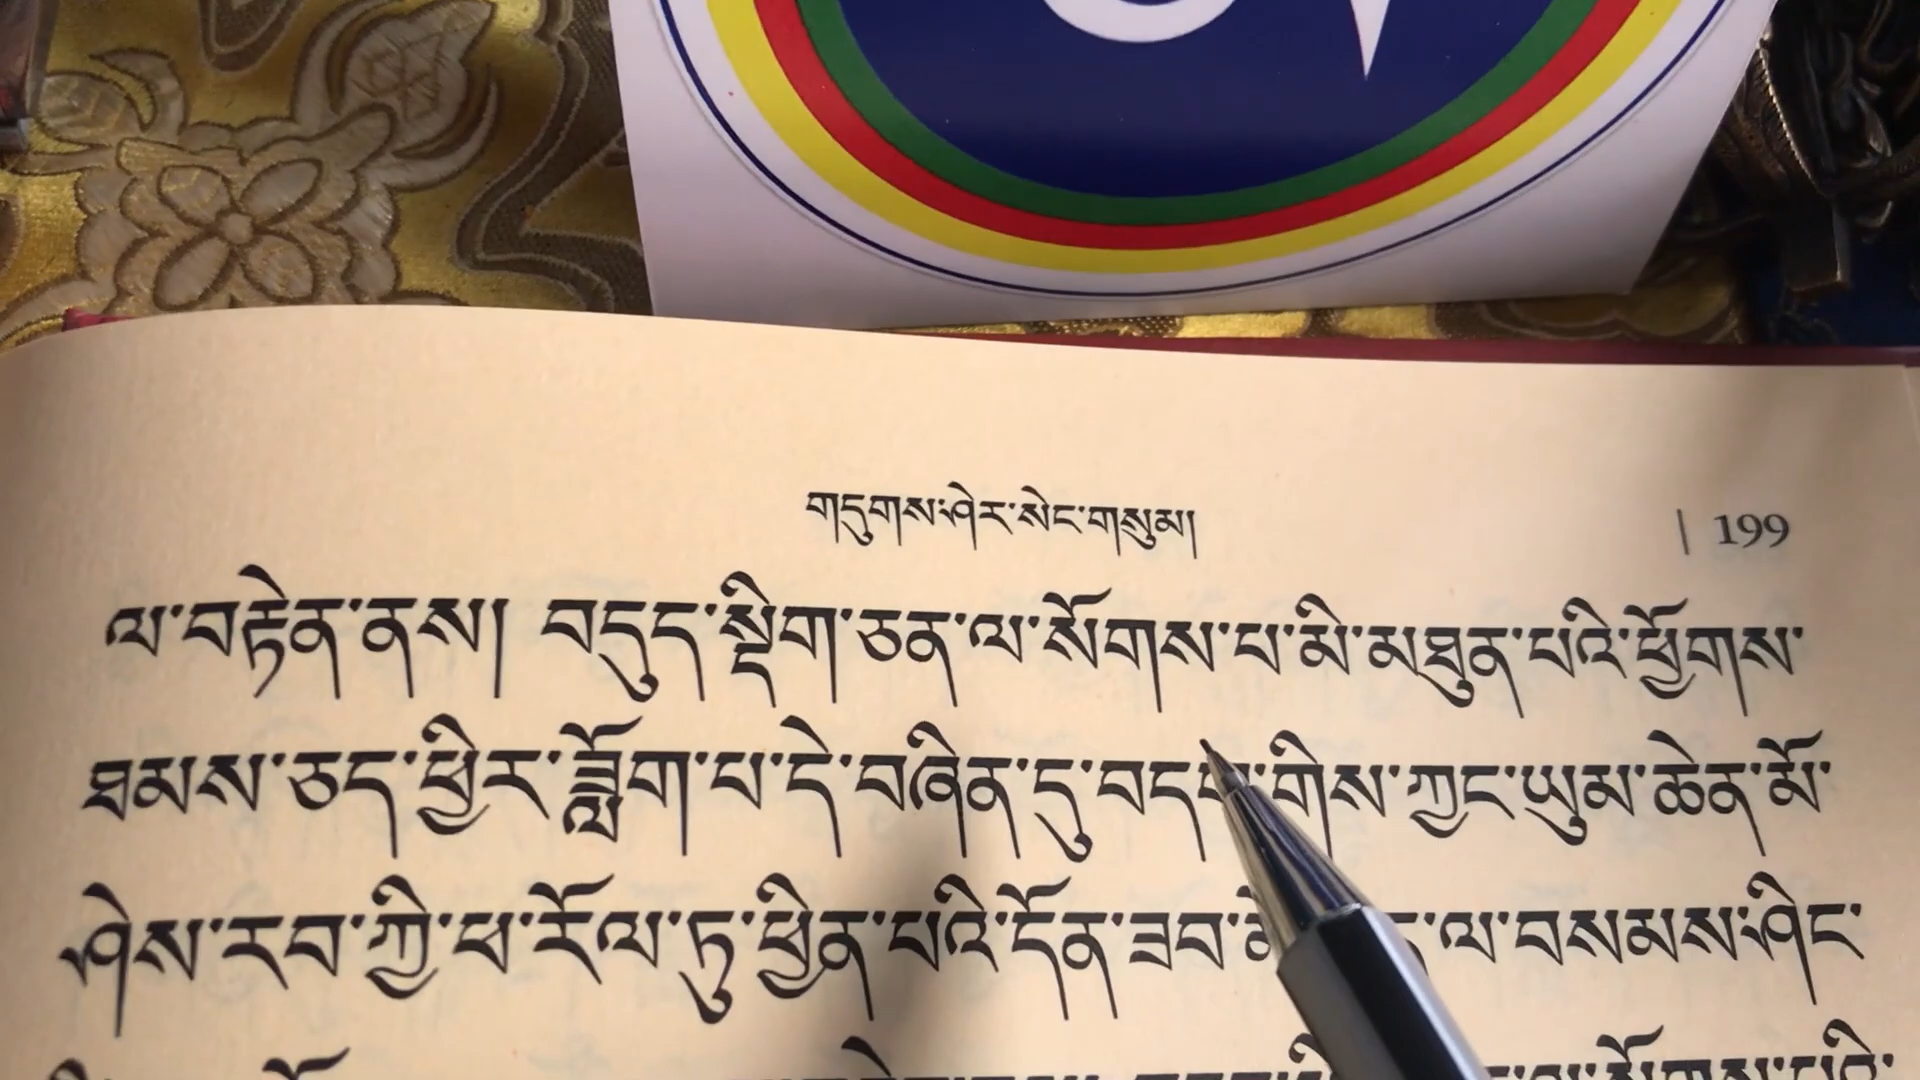 གདུགས་ཤེར་སེང་གསུམ།
| 199
ལ་བརྟེན་ནས། བདུད་སྡིག་ཅན་ལ་སོགས་པ་མི་མཐུན་པའི་ཕྱོགས་
ཐམས་ཅད་ཕྱིར་ཟློག་པ་དེ་བཞིན་དུ་བདག་གིས་ཀྱང་ཡུམ་ཆེན་མོ་
ཤེས་རབ་ཀྱི་ཕ་རོལ་ཏུ་ཕྱིན་པའི་དོན་ཟབ་ ལ་བསམས་ཤིང་